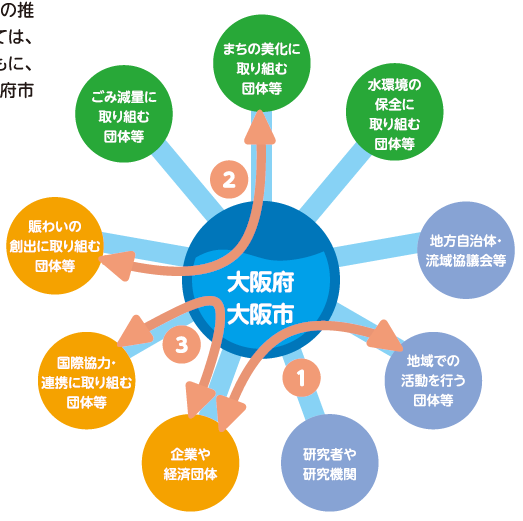 の推
ては、
もに、
府市
まちの美化に
取り組む
団体等
ごみ減量に
取り組む
団体等
水環境の
保全に
取り組む
団体等
2
賑わいの
創出に取り組む
団体等
地方自治体・
流域協議会等
大阪府
大阪市
3
1
国際協力・
連携に取り組む
団体等
地域での
活動を行う
団体等
企業や
経済団体
研究者や
研究機関